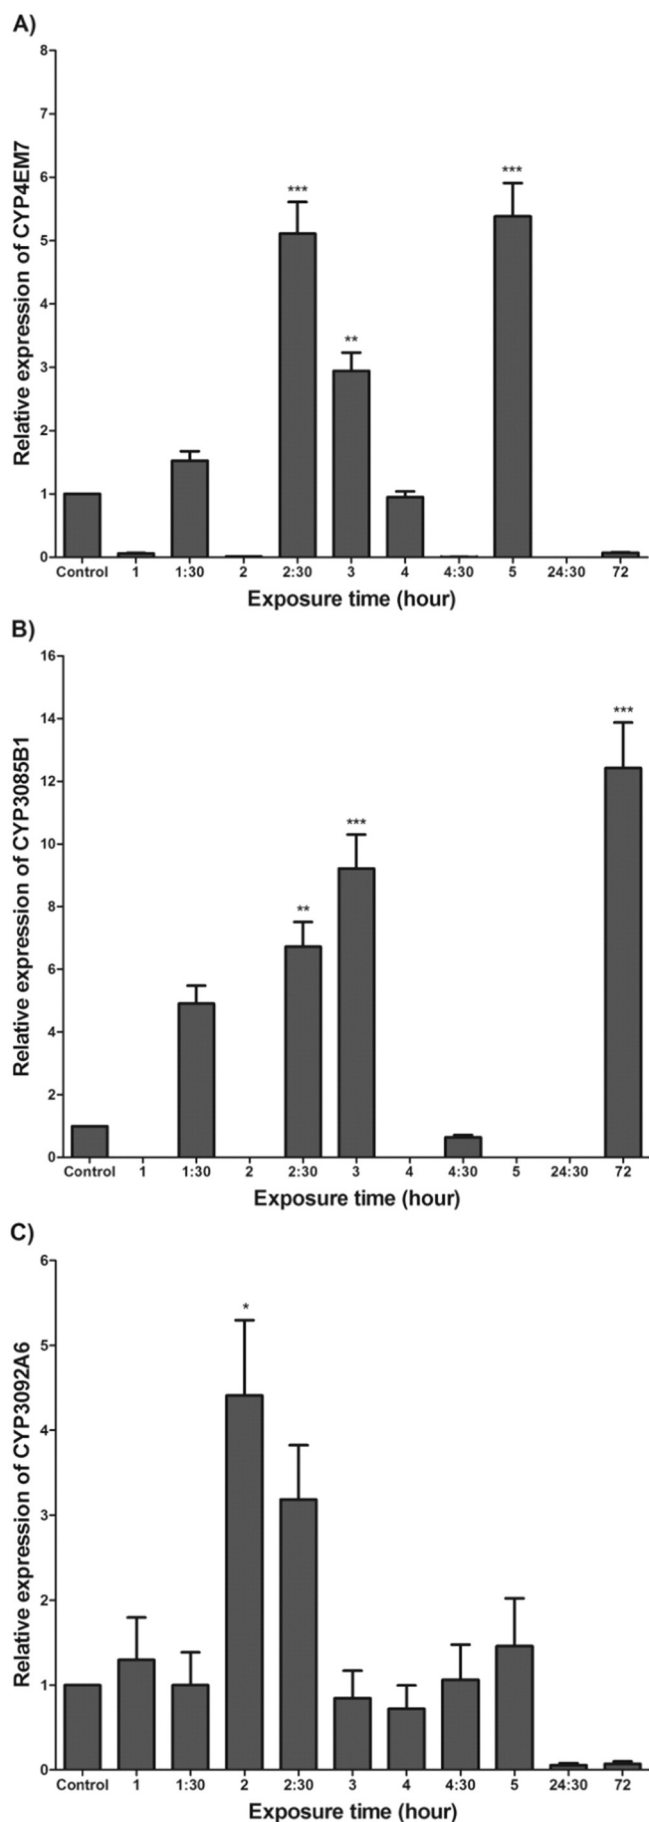 A)
Relative expression of CYP4EM7
8
7
6
5
4
3
2
1
0
***
**
***
Control 1 1:30 2 2:30 3 4 4:30 5 24:30 72
Exposure time (hour)
B)
Relative expression of CYP3085B1
16
14
12
10
8
6
4
2
0
**
***
***
Control 1 1:30 2 2:30 3 4 4:30 5 24:30 72
Exposure time (hour)
C)
Relative expression of CYP3092A6
6
5
4
3
2
1
0
*
Control 1 1:30 2 2:30 3 4 4:30 5 24:30 72
Exposure time (hour)